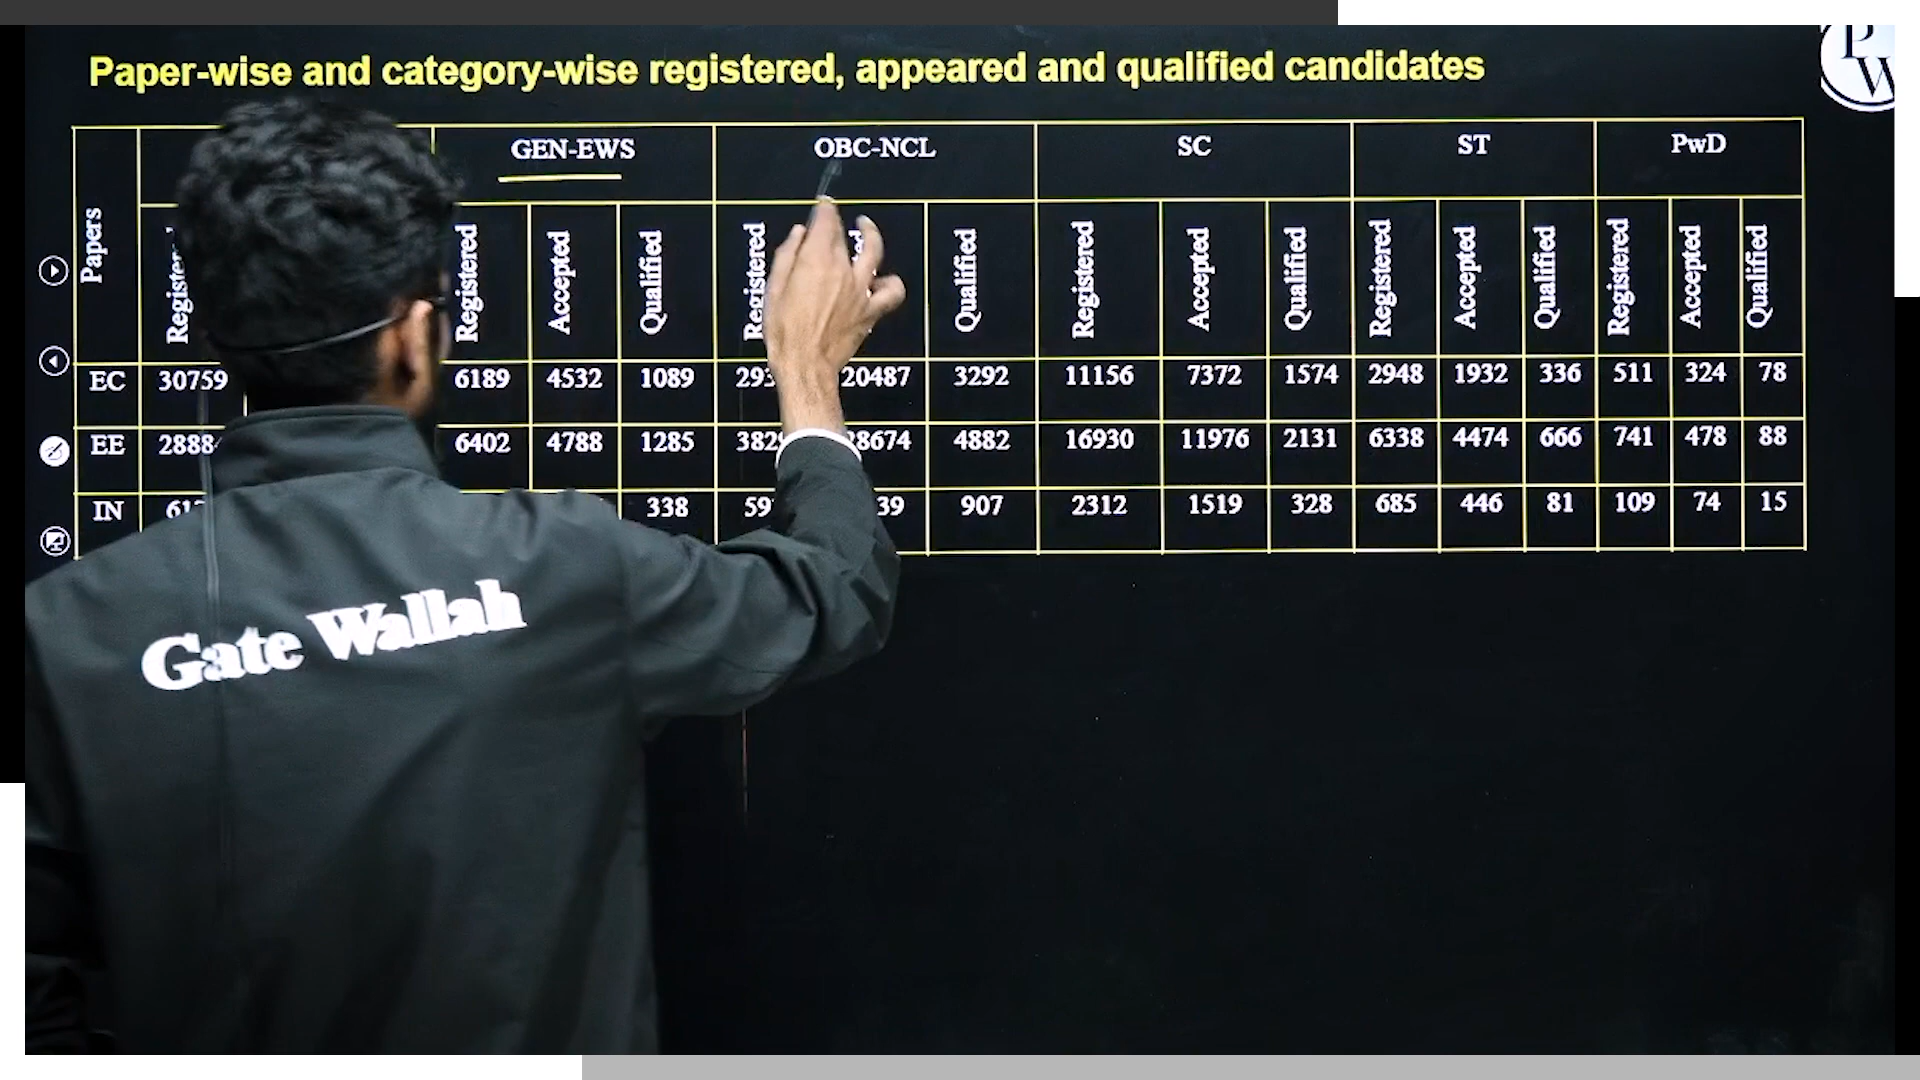 Paper-wise and category-wise registered, appeared and qualified candidates
PW
Papers GEN-EWS OBC-NCL SC ST PwD
Registered Accepted Qualified Registered Qualified Registered Accepted Qualified Registered Accepted Qualified Registered Accepted Qualified
EC 30759 6189 4532 1089 20487 3292 11156 7372 1574 2948 1932 336 511 324 78
EE 6402 4788 1285 4882 16930 11976 2131 6338 4474 666 741 478 88
IN 338 907 2312 1519 328 685 446 81 109 74 15
Gate Wallah